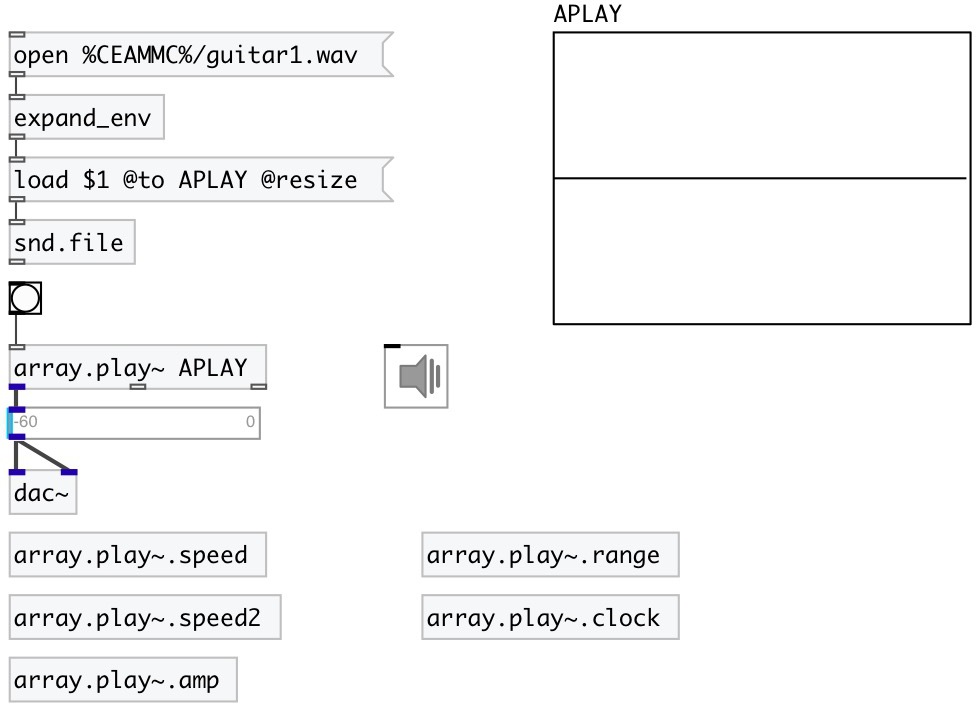 APLAY
open %CEAMMC%/guitar1.wav
expand_env
load $1 @to APLAY @resize
snd.file
array.play~ APLAY
-60 0
dac~
array.play~.speed
array.play~.range
array.play~.speed2
array.play~.clock
array.play~.amp